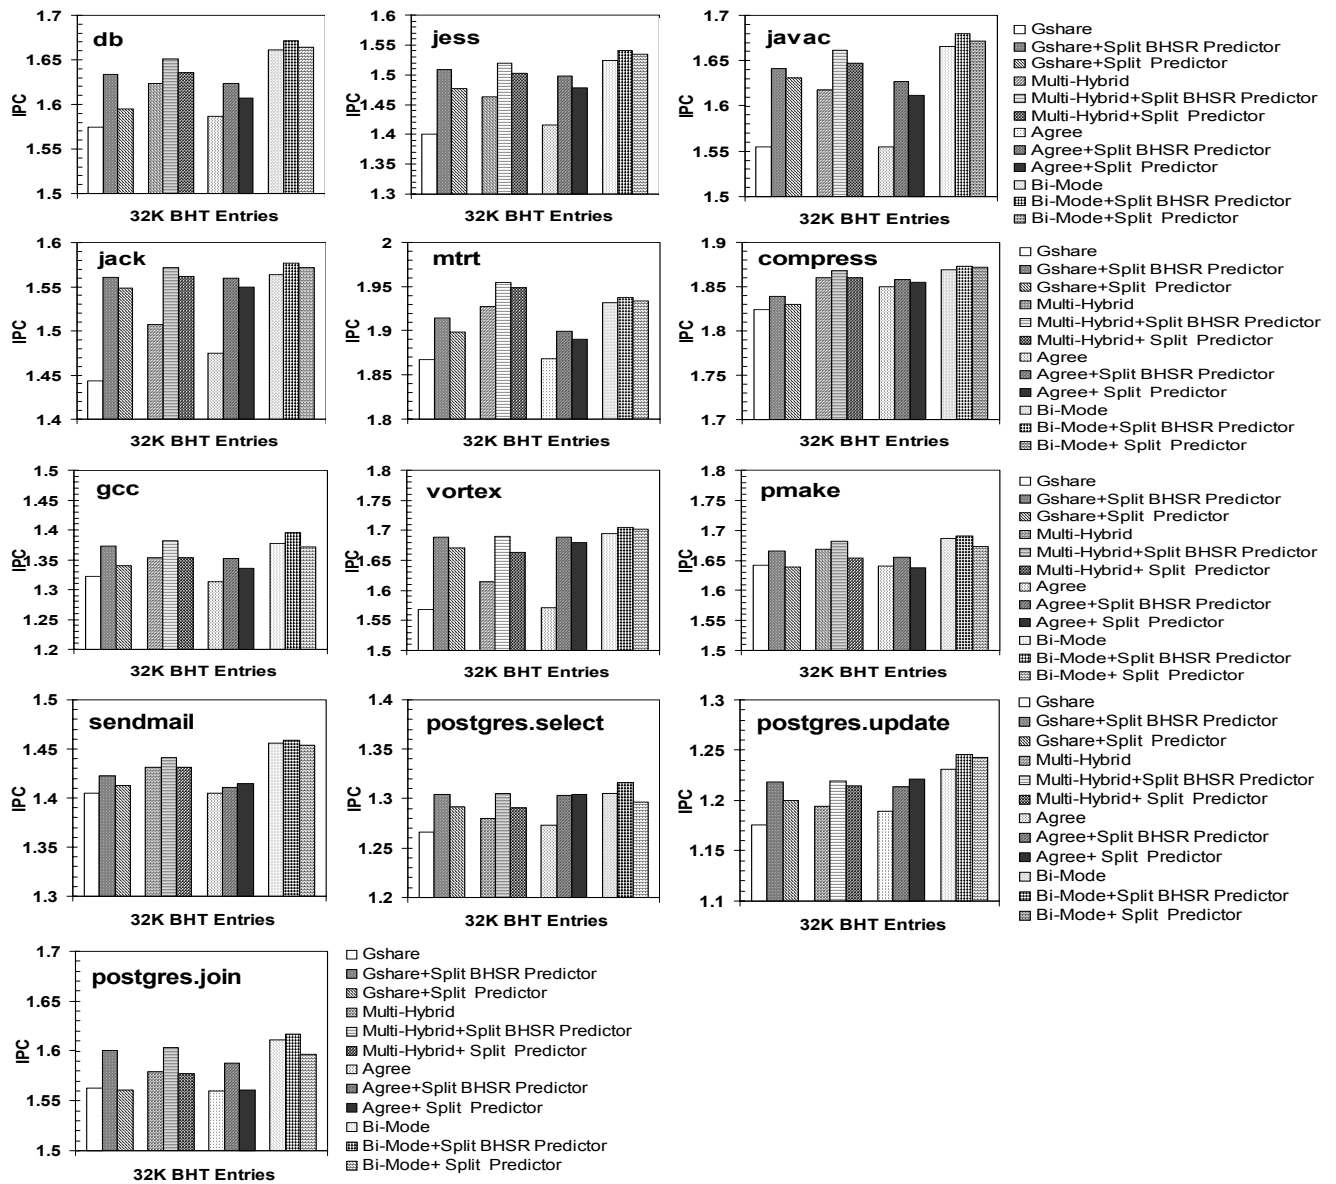 db
IPC
1.7
1.65
1.6
1.55
1.5
32K BHT Entries
jess
IPC
1.6
1.55
1.5
1.45
1.4
1.35
1.3
32K BHT Entries
javac
IPC
1.7
1.65
1.6
1.55
1.5
32K BHT Entries
Gshare
Gshare+Split BHSR Predictor
Gshare+Split Predictor
Multi-Hybrid
Multi-Hybrid+Split BHSR Predictor
Multi-Hybrid+Split Predictor
Agree
Agree+Split BHSR Predictor
Agree+Split Predictor
Bi-Mode
Bi-Mode+Split BHSR Predictor
Bi-Mode+Split Predictor
jack
IPC
1.6
1.55
1.5
1.45
1.4
32K BHT Entries
mtrt
IPC
2
1.95
1.9
1.85
1.8
32K BHT Entries
compress
IPC
1.9
1.85
1.8
1.75
1.7
32K BHT Entries
Gshare
Gshare+Split BHSR Predictor
Gshare+Split Predictor
Multi-Hybrid
Multi-Hybrid+Split BHSR Predictor
Multi-Hybrid+ Split Predictor
Agree
Agree+Split BHSR Predictor
Agree+ Split Predictor
Bi-Mode
Bi-Mode+Split BHSR Predictor
Bi-Mode+ Split Predictor
gcc
IPC
1.5
1.45
1.4
1.35
1.3
1.25
1.2
32K BHT Entries
vortex
IPC
1.8
1.75
1.7
1.65
1.6
1.55
1.5
32K BHT Entries
pmake
IPC
1.8
1.75
1.7
1.65
1.6
1.55
1.5
32K BHT Entries
Gshare
Gshare+Split BHSR Predictor
Gshare+Split Predictor
Multi-Hybrid
Multi-Hybrid+Split BHSR Predictor
Multi-Hybrid+ Split Predictor
Agree
Agree+Split BHSR Predictor
Agree+ Split Predictor
Bi-Mode
Bi-Mode+Split BHSR Predictor
Bi-Mode+ Split Predictor
sendmail
IPC
1.5
1.45
1.4
1.35
1.3
32K BHT Entries
postgres.select
IPC
1.4
1.35
1.3
1.25
1.2
32K BHT Entries
postgres.update
IPC
1.3
1.25
1.2
1.15
1.1
32K BHT Entries
Gshare
Gshare+Split BHSR Predictor
Gshare+Split Predictor
Multi-Hybrid
Multi-Hybrid+Split BHSR Predictor
Multi-Hybrid+ Split Predictor
Agree
Agree+Split BHSR Predictor
Agree+ Split Predictor
Bi-Mode
Bi-Mode+Split BHSR Predictor
Bi-Mode+ Split Predictor
postgres.join
IPC
1.7
1.65
1.6
1.55
1.5
32K BHT Entries
Gshare
Gshare+Split BHSR Predictor
Gshare+Split Predictor
Multi-Hybrid
Multi-Hybrid+Split BHSR Predictor
Multi-Hybrid+ Split Predictor
Agree
Agree+Split BHSR Predictor
Agree+ Split Predictor
Bi-Mode
Bi-Mode+Split BHSR Predictor
Bi-Mode+ Split Predictor